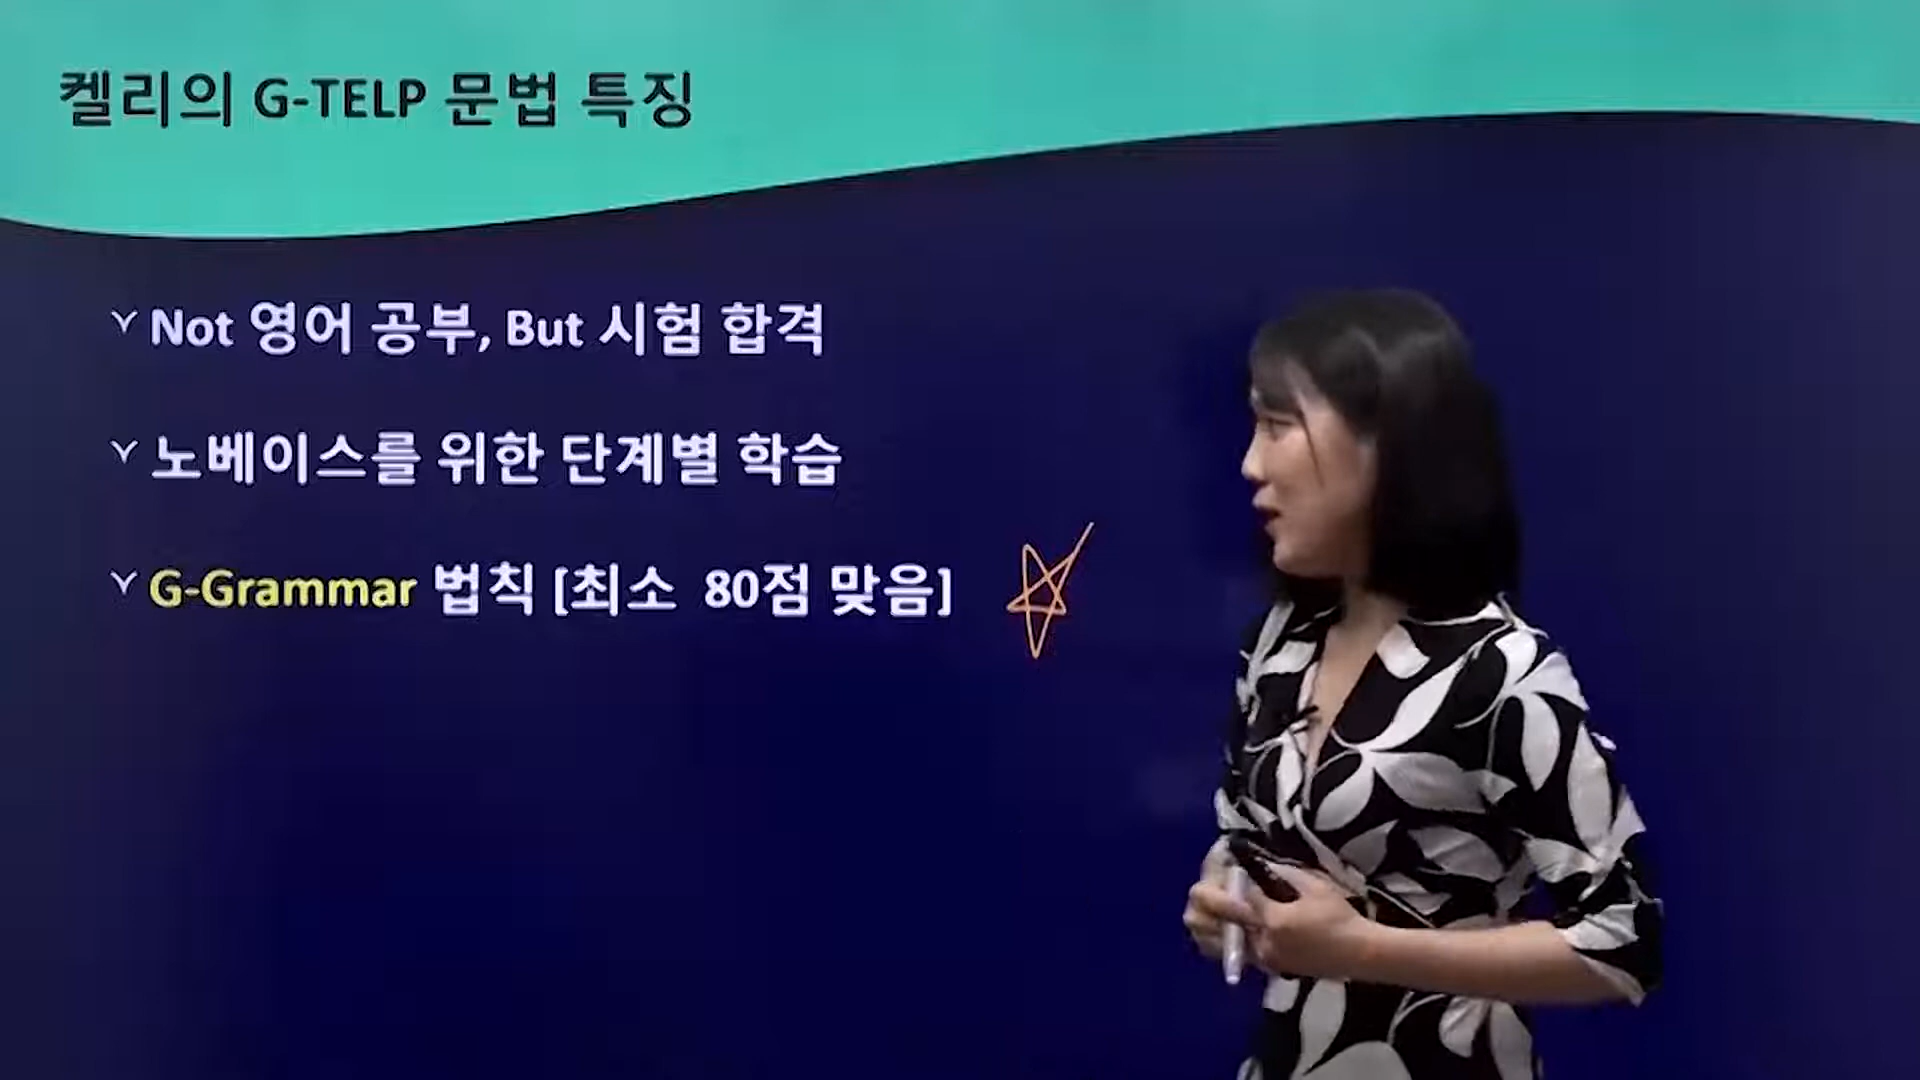 켈리의 G-TELP 문법 특징
Not 영어 공부, But 시험 합격
노베이스를 위한 단계별 학습
G-Grammar 법칙 [최소 80점 맞음]